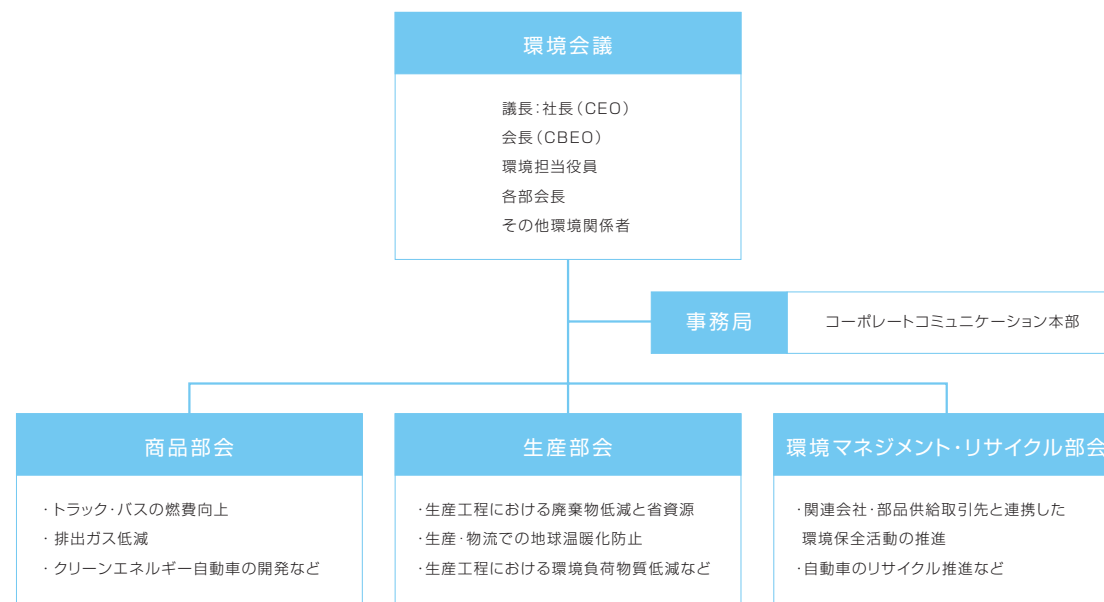 環境会議
議長：社長（CEO）
会長（CBEO）
環境担当役員
各部会長
その他環境関係者
事務局
コーポレートコミュニケーション本部
商品部会
・トラック・バスの燃費向上
・排出ガス低減
・クリーンエネルギー自動車の開発など
生産部会
・生産工程における廃棄物低減と省資源
・生産・物流での地球温暖化防止
・生産工程における環境負荷物質低減など
環境マネジメント・リサイクル部会
・関連会社・部品供給取引先と連携した
環境保全活動の推進
・自動車のリサイクル推進など